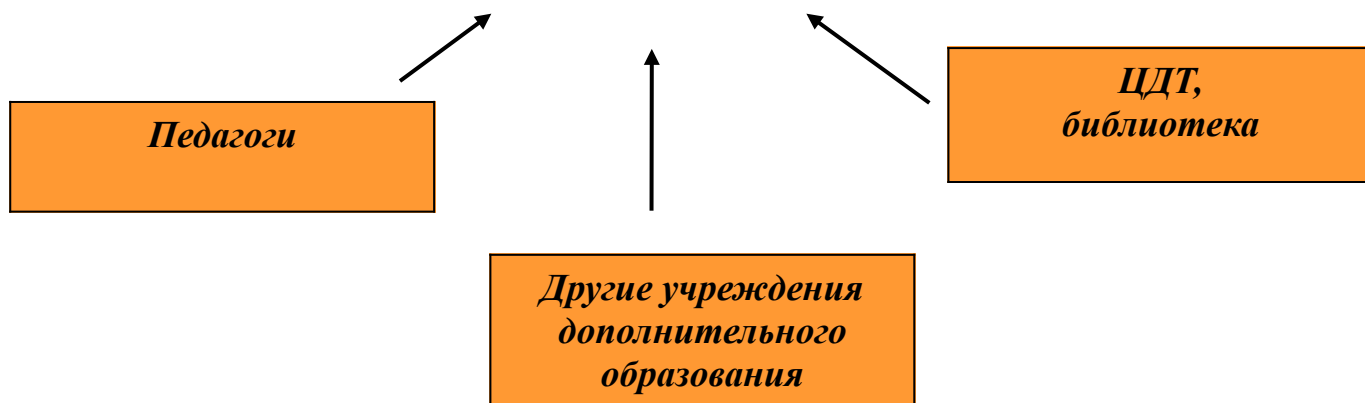 Педагоги
ЦДТ,
библиотека
Другие учреждения
дополнительного
образования